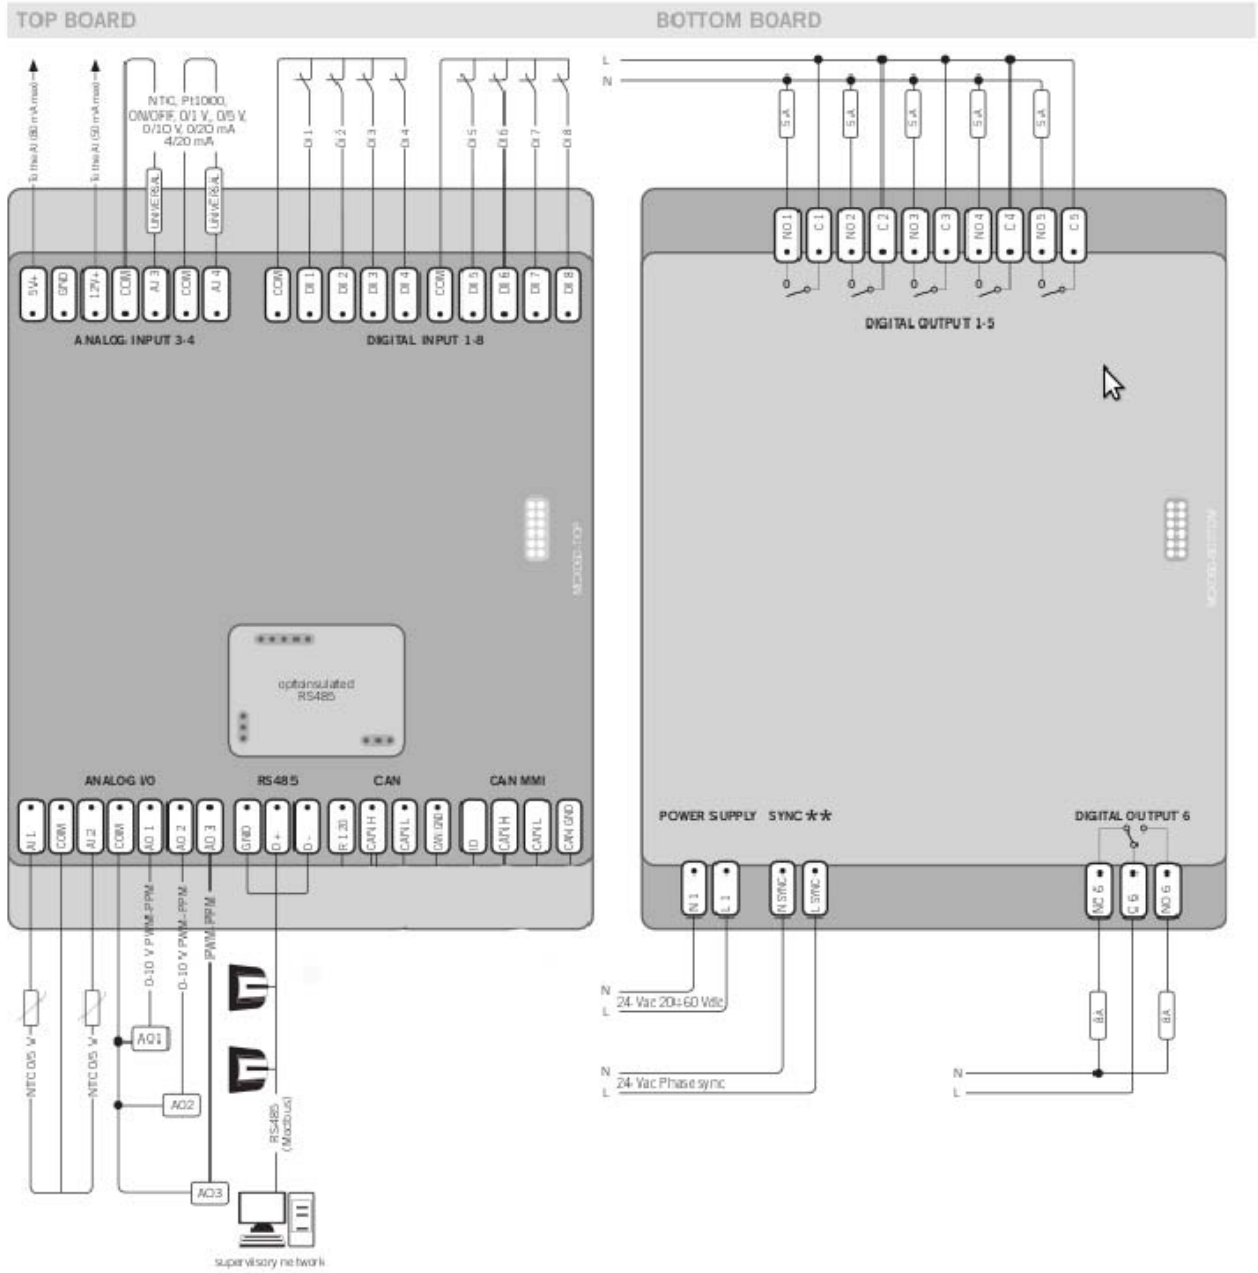 TOP BOARD
BOTTOM BOARD
To the AI (80 mA max)
To the AI (50 mA max)
NTC, Pt1000,
ON/OFF, 0/1 V, 0/5 V,
0/10 V, 0/20 mA
4/20 mA
UNIVERSAL
UNIVERSAL
DI 1
DI 2
DI 3
DI 4
DI 5
DI 6
DI 7
DI 8
5V+
GND
12V+
COM
AI 3
COM
AI 4
COM
DI 1
DI 2
DI 3
DI 4
COM
DI 5
DI 6
DI 7
DI 8
ANALOG INPUT 3-4
DIGITAL INPUT 1-8
optoinsulated
RS485
ANALOG I/O
RS485
CAN
CAN MMI
AI 1
COM
AI 2
COM
AO 1
AO 2
AO 3
GND
D+
D-
R 120
CAN H
CAN L
CAN GND
ID
CAN H
CAN L
CAN GND
NTC 0/5 V
NTC 0/5 V
0-10 V PWM-PPM
0-10 V PWM-PPM
PWM-PPM
AO1
AO2
AO3
RS485
(Modbus)
supervisory network
L
N
5 A
5 A
5 A
5 A
5 A
NO 1
C 1
NO 2
C 2
NO 3
C 3
NO 4
C 4
NO 5
C 5
0
0
0
0
0
DIGITAL OUTPUT 1-5
POWER SUPPLY
SYNC **
DIGITAL OUTPUT 6
N 1
L 1
N SYNC
L SYNC
NC 6
C 6
NO 6
N
24 Vac 20÷60 Vdc
L
N
24 Vac Phase sync
L
8A
8A
N
L